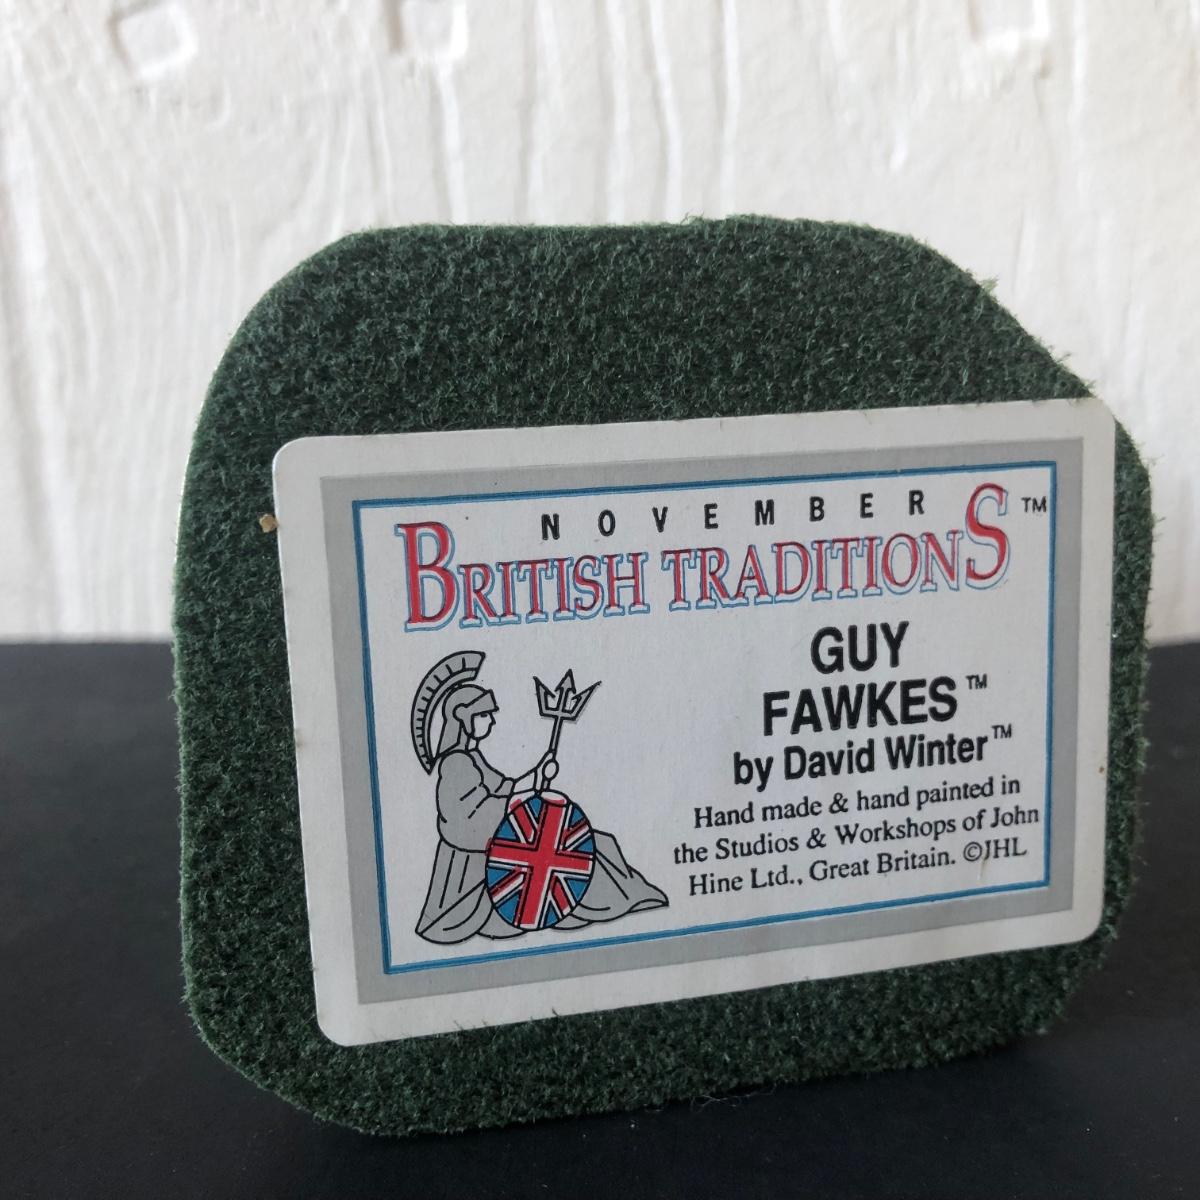 NOVEMBER
BRITISH TRADITIONS™
GUY
FAWKES™
by David Winter™
Hand made & hand painted in
the Studios & Workshops of John
Hine Ltd., Great Britain. ©JHL